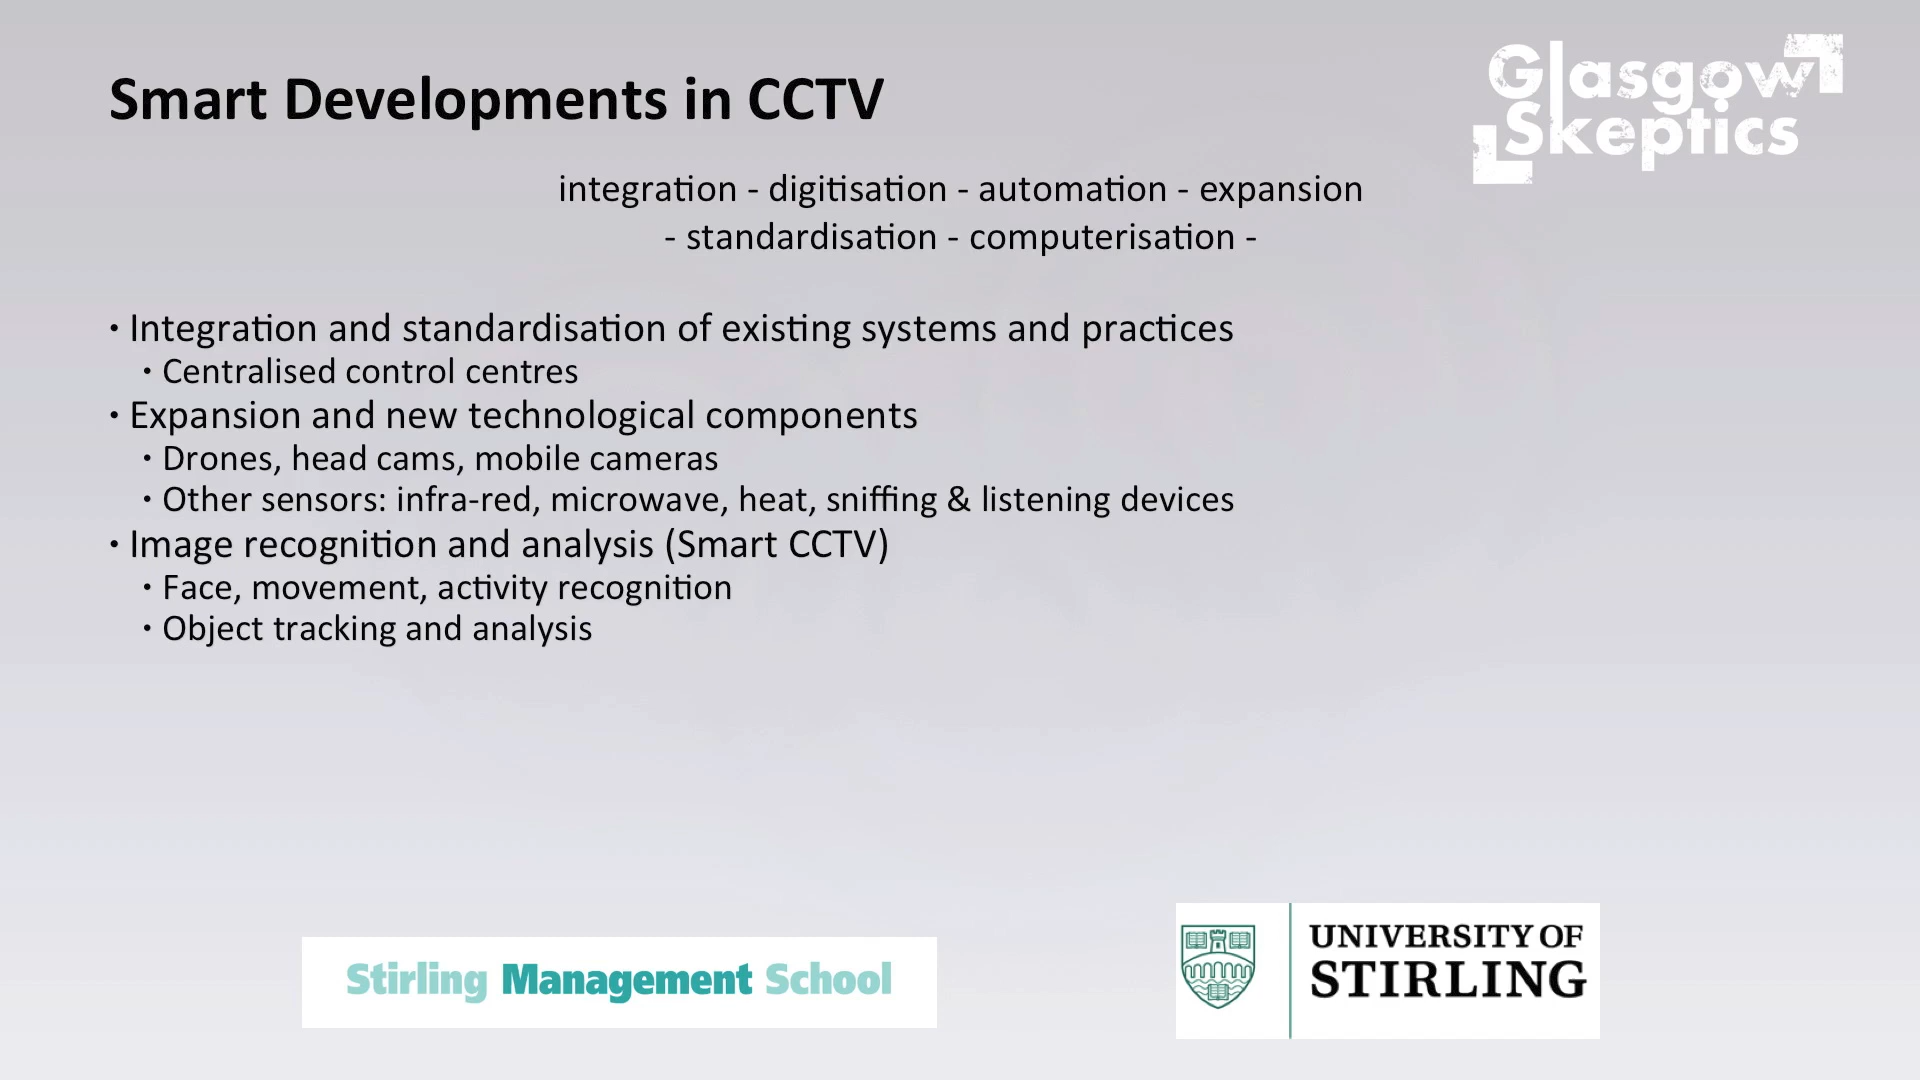 Smart Developments in CCTV
Glasgow
Skeptics
integration - digitisation - automation - expansion
- standardisation - computerisation -
· Integration and standardisation of existing systems and practices
· Centralised control centres
· Expansion and new technological components
· Drones, head cams, mobile cameras
· Other sensors: infra-red, microwave, heat, sniffing & listening devices
· Image recognition and analysis (Smart CCTV)
· Face, movement, activity recognition
· Object tracking and analysis
Stirling Management School
UNIVERSITY OF
STIRLING